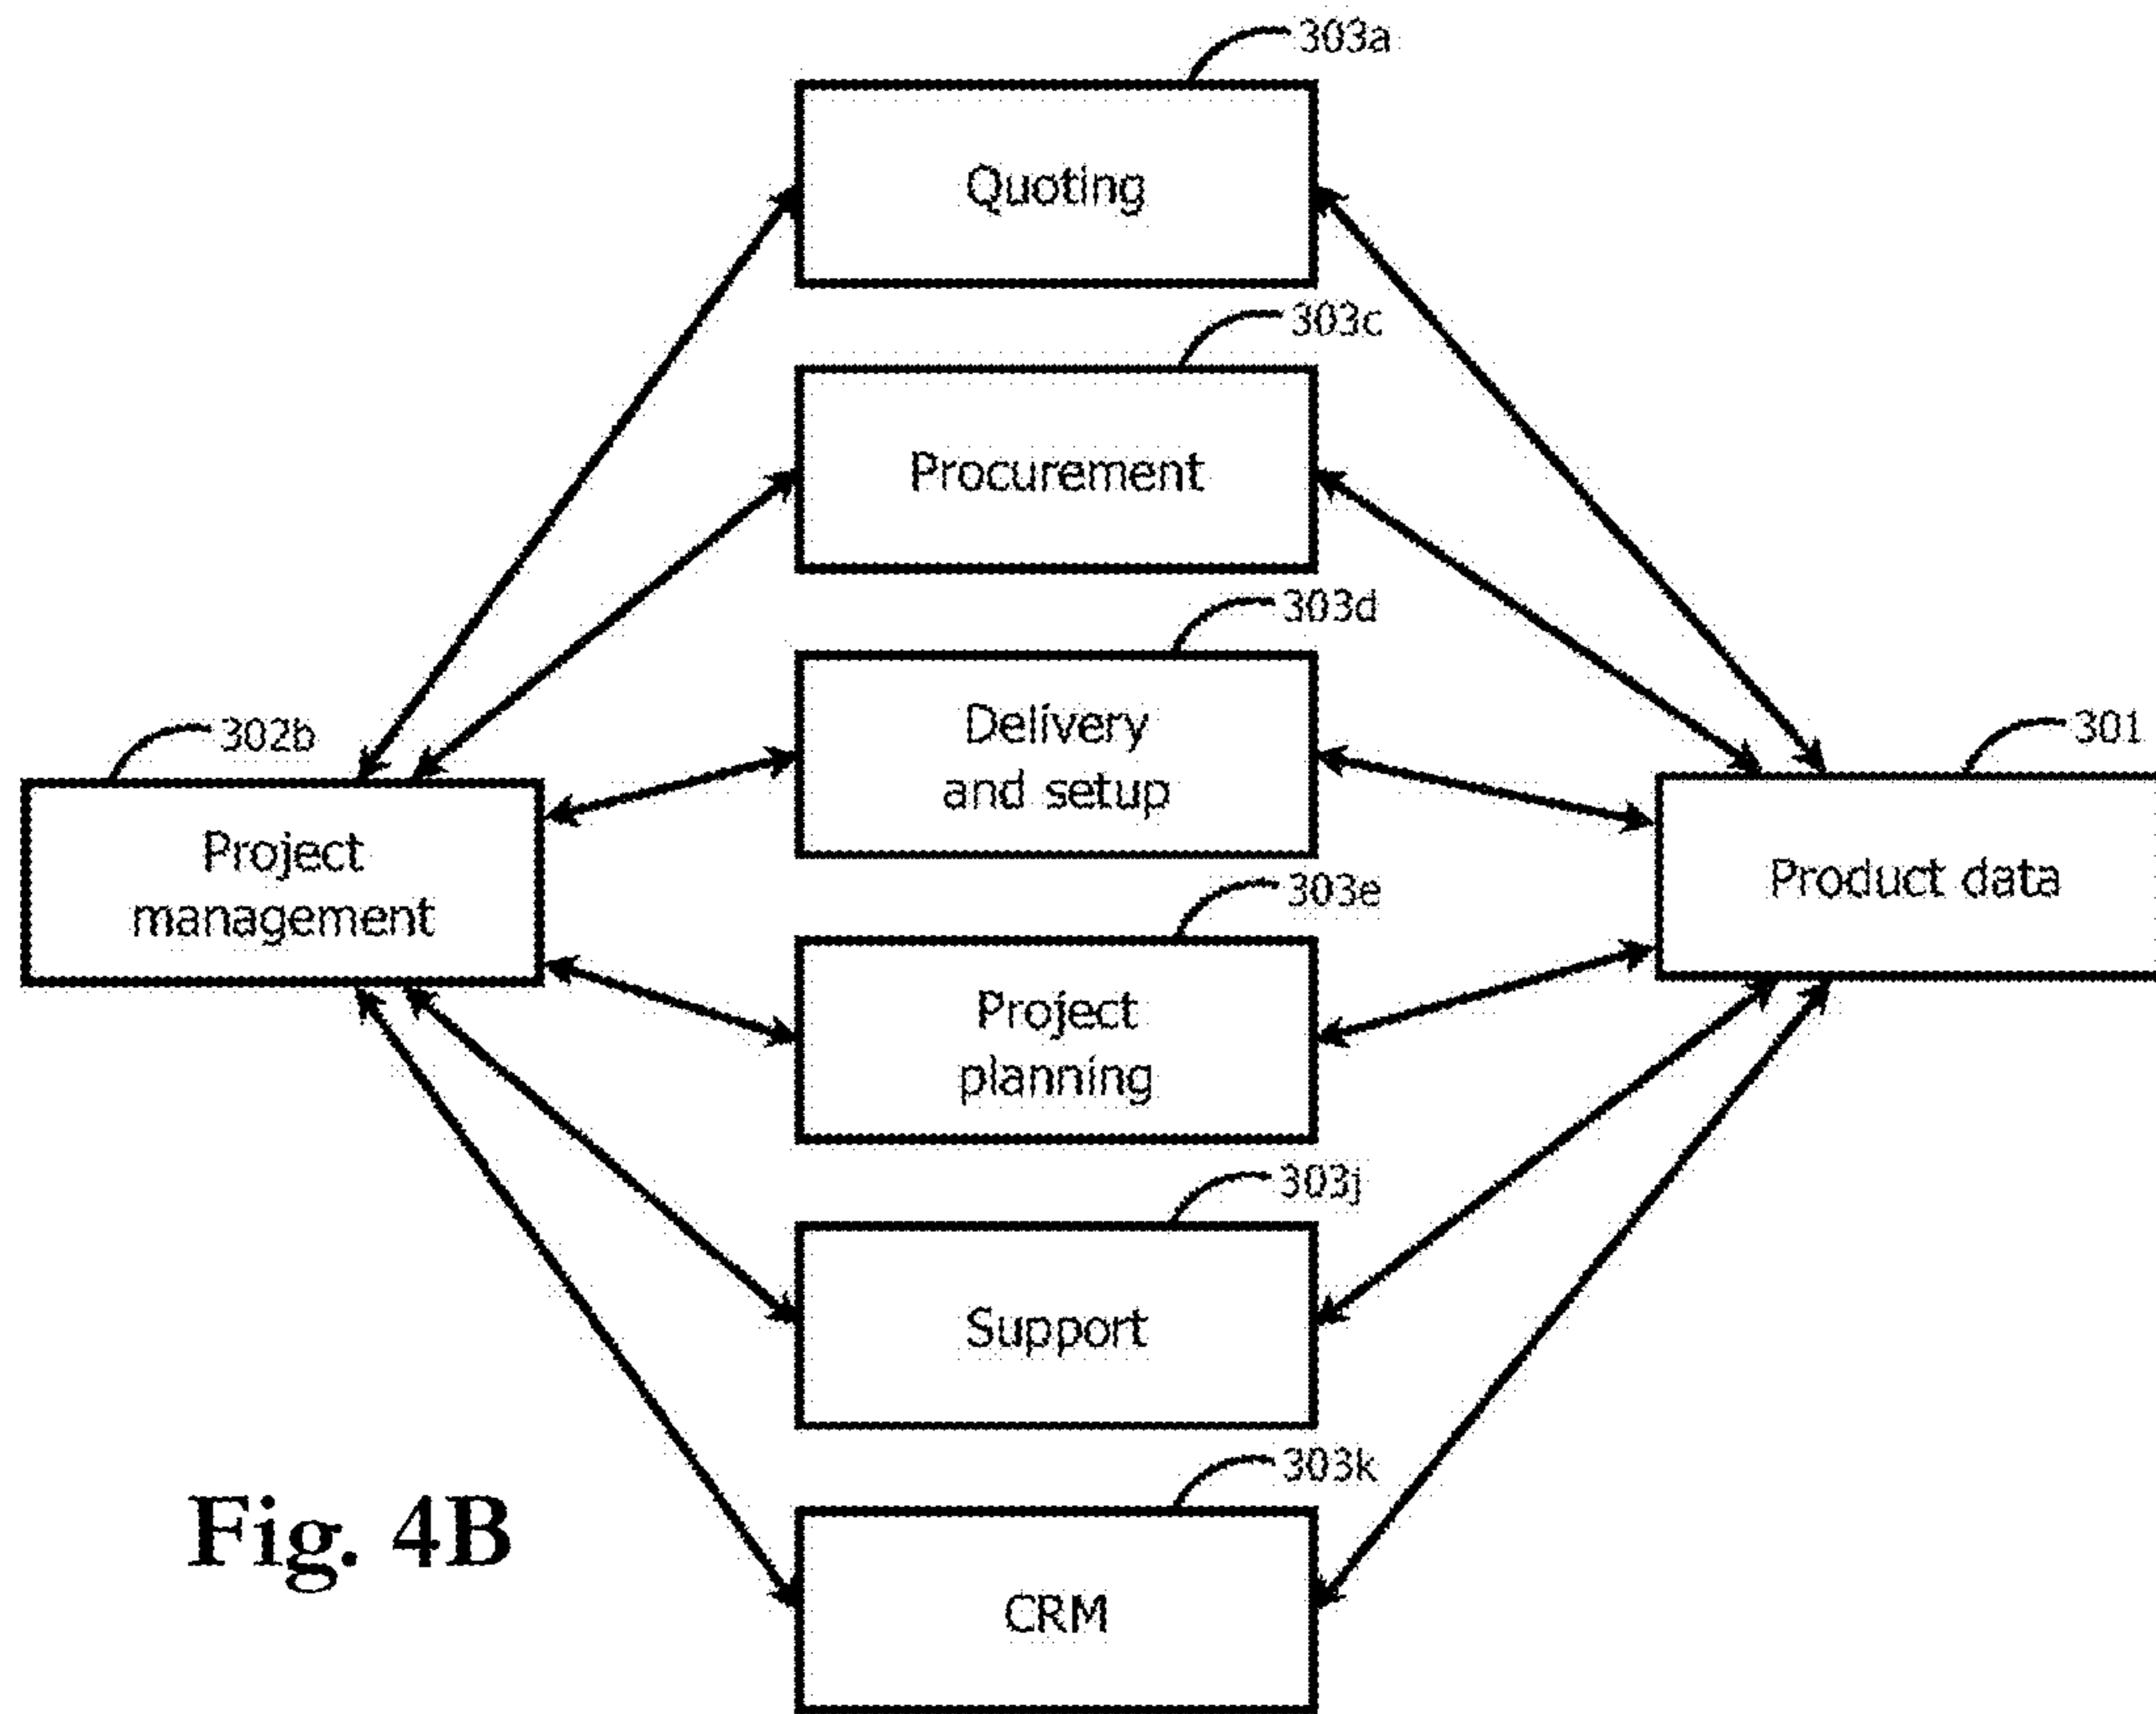 303a
Quoting
303c
Procurement
303d
Delivery
and setup
302b
Project
management
301
Product data
303e
Project
planning
303j
Support
303k
CRM
Fig. 4B